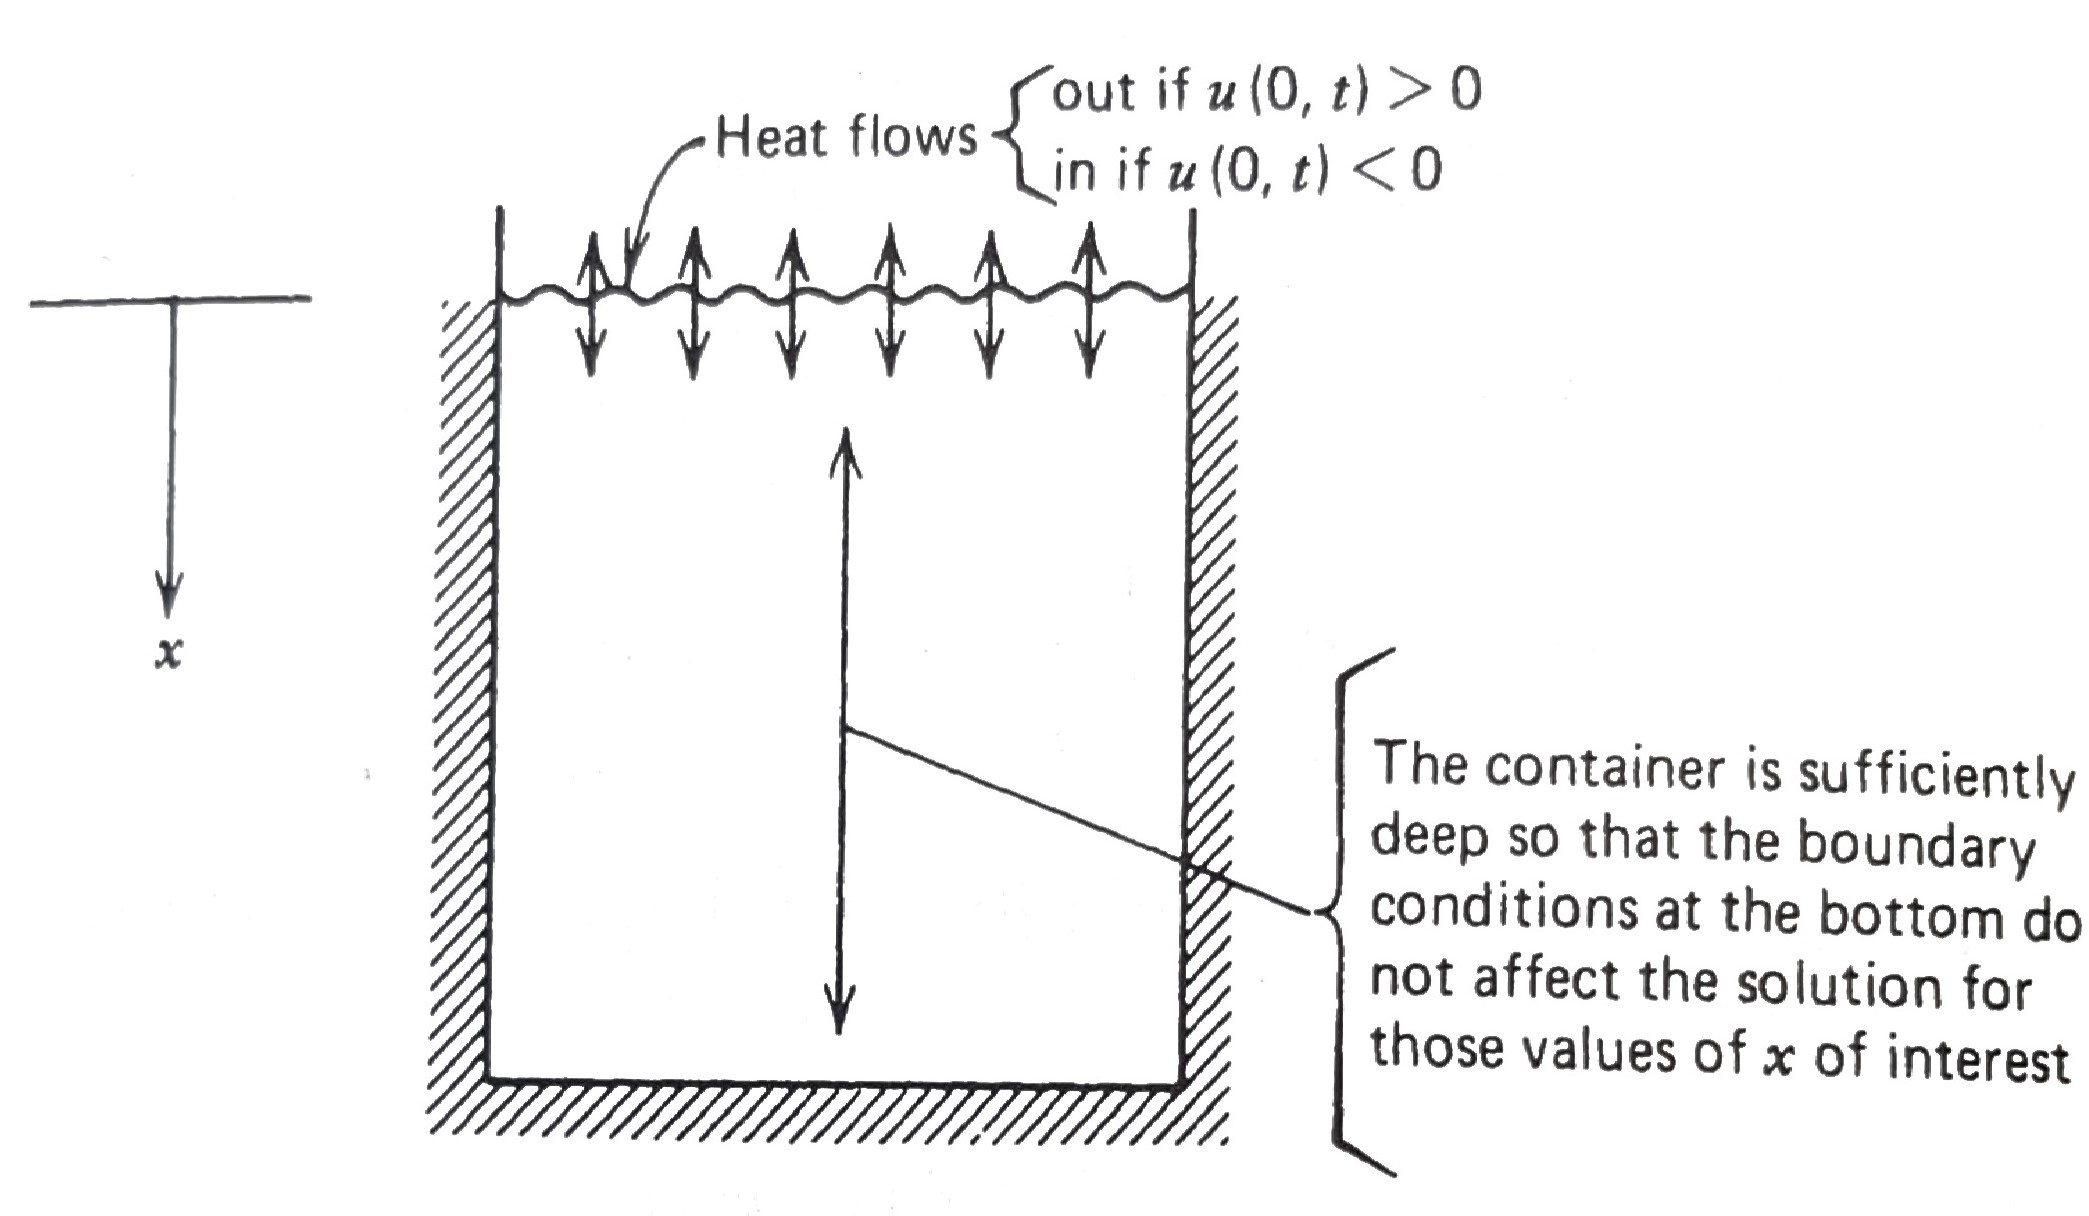 out if u (0, t) > 0
Heat flows
in if u (0, t) < 0
x
The container is sufficiently
deep so that the boundary
conditions at the bottom do
not affect the solution for
those values of x of interest